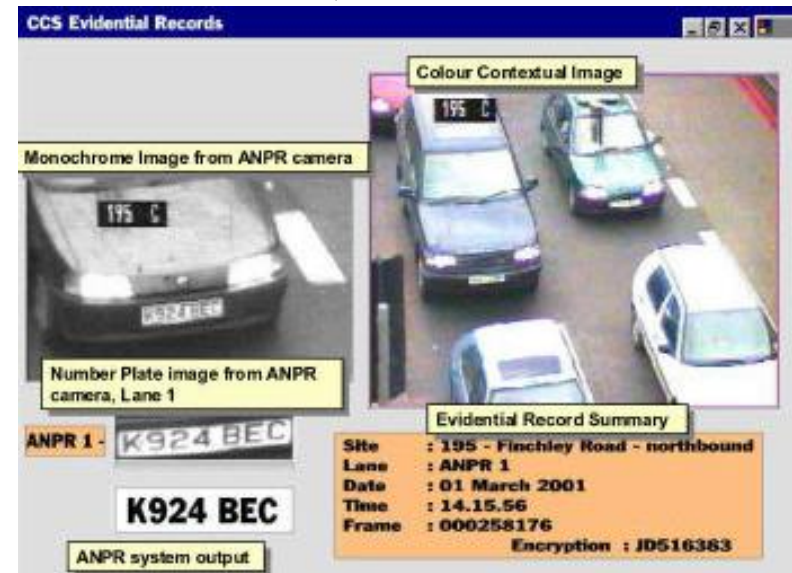 CCS Evidential Records
Colour Contextual Image
195 C
Monochrome Image from ANPR camera
195 C
K924 BEC
Number Plate image from ANPR
camera, Lane 1
ANPR 1 -
K924 BEC
K924 BEC
ANPR system output
Evidential Record Summary
Site : 195 - Finchley Road - northbound
Lane : ANPR 1
Date : 01 March 2001
Time : 14.15.56
Frame : 000258176
Encryption : JD516383